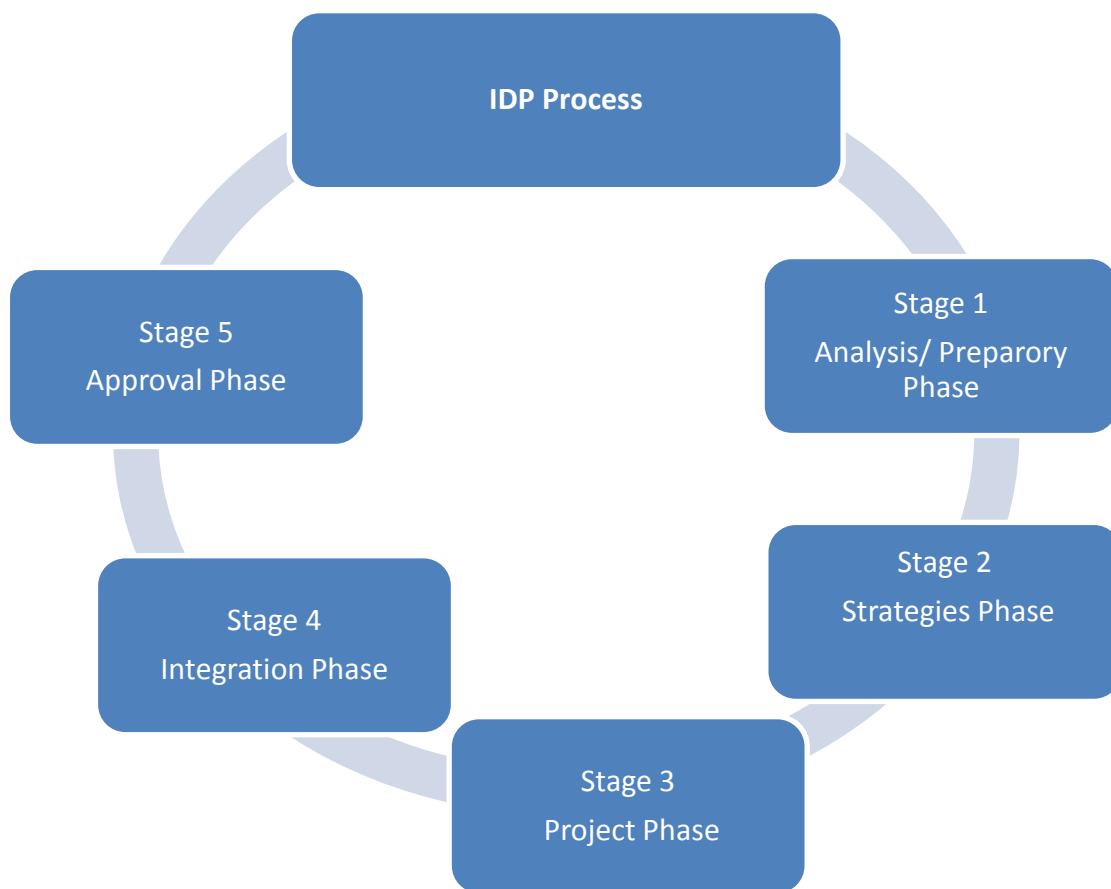 IDP Process
Stage 1
Analysis/ Preparory
Phase
Stage 2
Strategies Phase
Stage 3
Project Phase
Stage 4
Integration Phase
Stage 5
Approval Phase